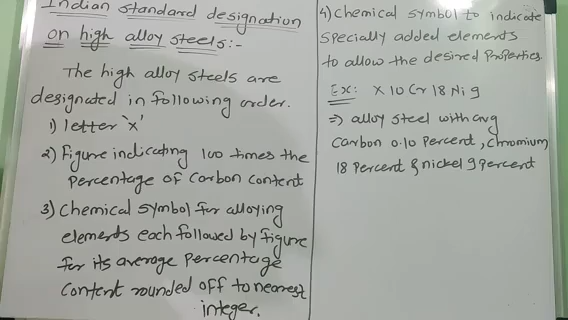 Indian standard designation
on high alloy steels:-
The high alloy steels are
designated in following order.
1) letter 'x'
2) Figure indicating 100 times the
percentage of carbon content
3) Chemical symbol for alloying
elements each followed by figure
for its average percentage
content rounded off to nearest
integer.
4) Chemical symbol to indicate
specially added elements
to allow the desired Properties.
Ex: X 10 Cr 18 Ni 9
⇒ alloy steel with avg
carbon 0.10 Percent, chromium
18 Percent & nickel 9 percent